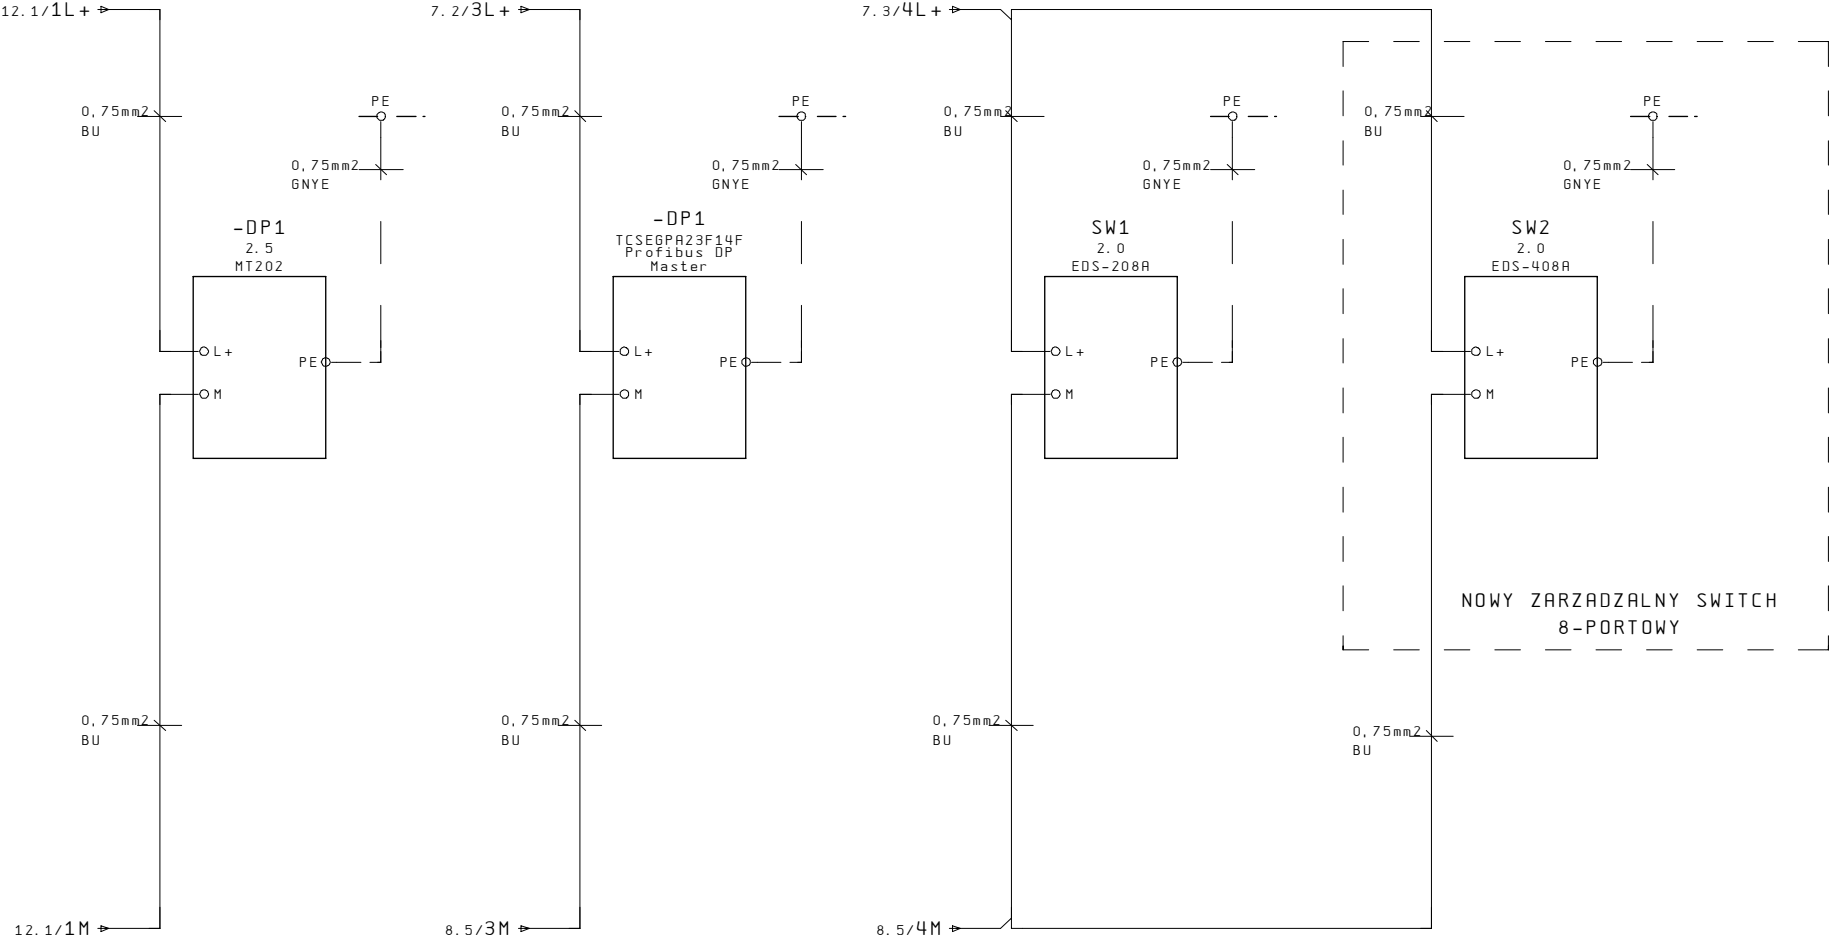 12.1/1L+
7.2/3L+
7.3/4L+
0,75mm2
BU
PE
0,75mm2
GNYE
0,75mm2
BU
PE
0,75mm2
GNYE
0,75mm2
BU
PE
0,75mm2
GNYE
0,75mm2
BU
PE
0,75mm2
GNYE
-DP1
2.5
MT202
L+
M
PE
-DP1
TCSEGPA23F14F
Profibus DP
Master
L+
M
PE
SW1
2.0
EDS-208A
L+
M
PE
SW2
2.0
EDS-408A
L+
M
PE
NOWY ZARZADZALNY SWITCH
8-PORTOWY
0,75mm2
BU
0,75mm2
BU
0,75mm2
BU
0,75mm2
BU
12.1/1M
8.5/3M
8.5/4M